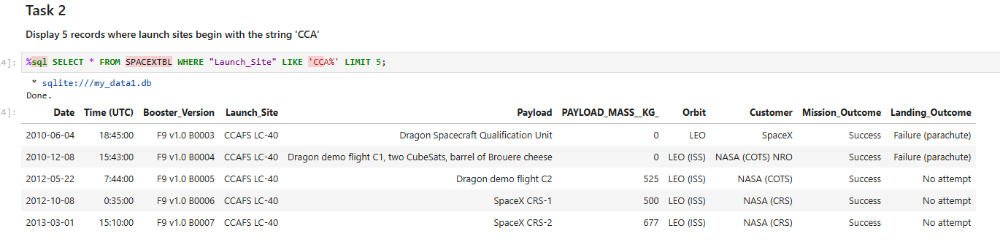 Task 2
Display 5 records where launch sites begin with the string 'CCA'
4]: %sql SELECT * FROM SPACEXTBL WHERE "Launch_Site" LIKE 'CCA%' LIMIT 5;
* sqlite:///my_data1.db
Done.
4]: Date Time (UTC) Booster_Version Launch_Site Payload PAYLOAD_MASS__KG_ Orbit Customer Mission_Outcome Landing_Outcome
2010-06-04 18:45:00 F9 v1.0 B0003 CCAFS LC-40 Dragon Spacecraft Qualification Unit 0 LEO SpaceX Success Failure (parachute)
2010-12-08 15:43:00 F9 v1.0 B0004 CCAFS LC-40 Dragon demo flight C1, two CubeSats, barrel of Brouere cheese 0 LEO (ISS) NASA (COTS) NRO Success Failure (parachute)
2012-05-22 7:44:00 F9 v1.0 B0005 CCAFS LC-40 Dragon demo flight C2 525 LEO (ISS) NASA (COTS) Success No attempt
2012-10-08 0:35:00 F9 v1.0 B0006 CCAFS LC-40 SpaceX CRS-1 500 LEO (ISS) NASA (CRS) Success No attempt
2013-03-01 15:10:00 F9 v1.0 B0007 CCAFS LC-40 SpaceX CRS-2 677 LEO (ISS) NASA (CRS) Success No attempt